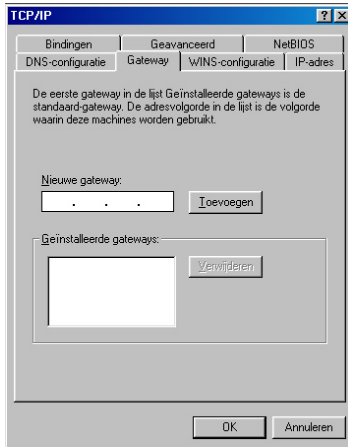 TCP/IP
Bindingen Geavanceerd NetBIOS
DNS-configuratie Gateway WINS-configuratie IP-adres
De eerste gateway in de lijst Geïnstalleerde gateways is de
standaard-gateway. De adresvolgorde in de list is de volgorde
waarin deze machines worden gebruikt.
Nieuwe gateway:
. . . Toevoegen
Geïnstalleerde gateways:
Verwijderen
OK Annuleren